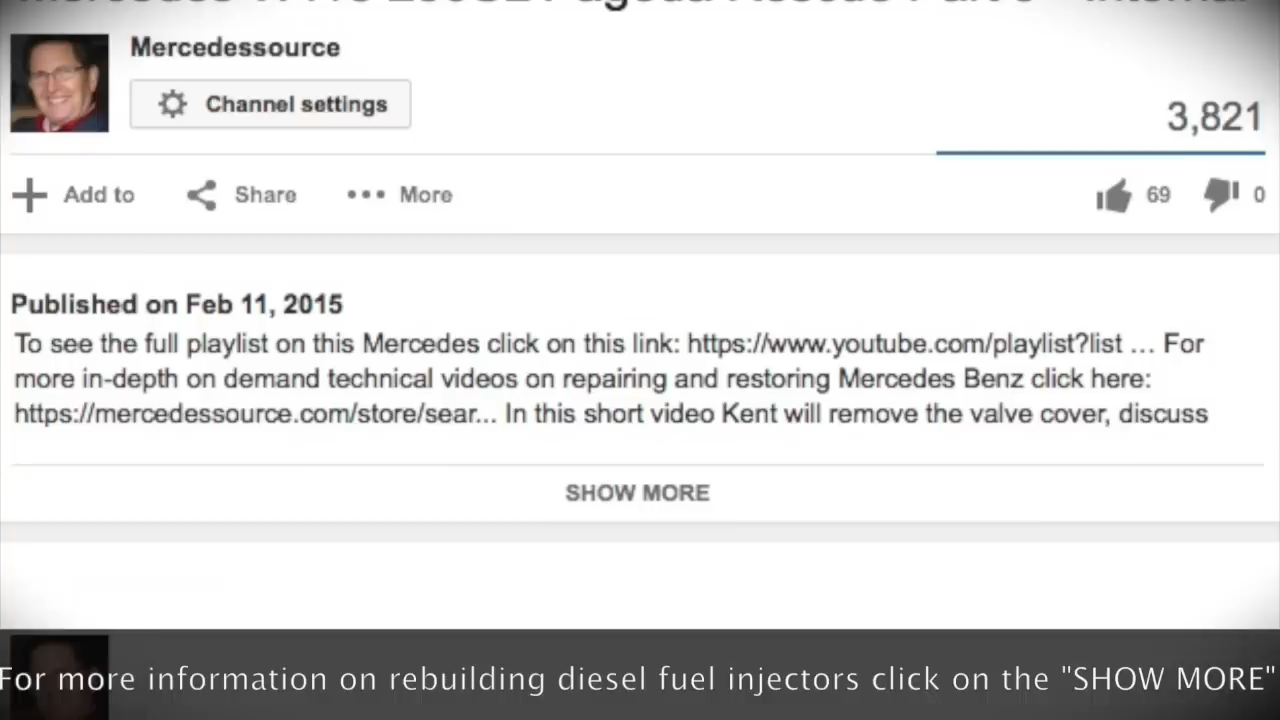 Mercedessource
Channel settings
3,821
Add to Share More 69 0
Published on Feb 11, 2015
To see the full playlist on this Mercedes click on this link: https://www.youtube.com/playlist?list ... For
more in-depth on demand technical videos on repairing and restoring Mercedes Benz click here:
https://mercedessource.com/store/sear... In this short video Kent will remove the valve cover, discuss
SHOW MORE
For more information on rebuilding diesel fuel injectors click on the "SHOW MORE"